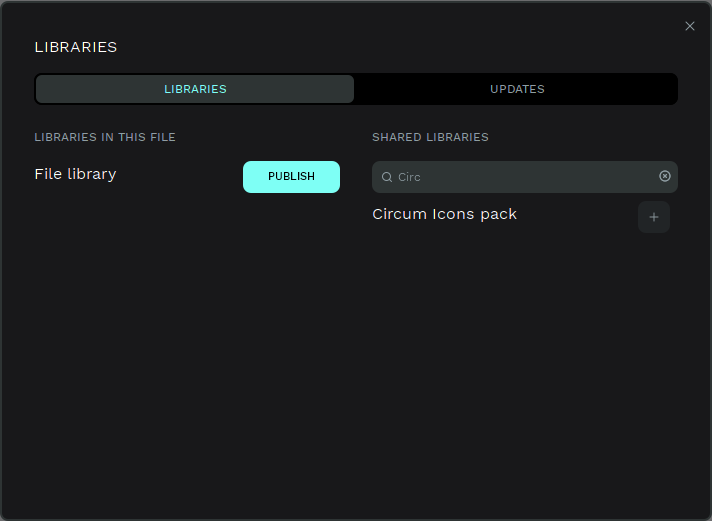 LIBRARIES
LIBRARIES
UPDATES
LIBRARIES IN THIS FILE
File library
PUBLISH
SHARED LIBRARIES
Circ
Circum Icons pack